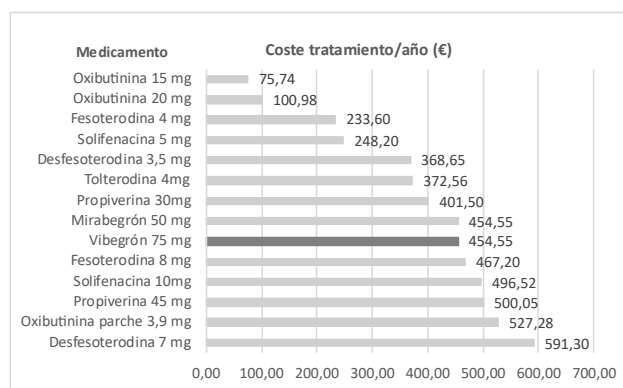 Medicamento Coste tratamiento/año (€)
Oxibutinina 15 mg 75,74
Oxibutinina 20 mg 100,98
Fesoterodina 4 mg 233,60
Solifenacina 5 mg 248,20
Desfesoterodina 3,5 mg 368,65
Tolterodina 4mg 372,56
Propiverina 30mg 401,50
Mirabegrón 50 mg 454,55
Vibegrón 75 mg 454,55
Fesoterodina 8 mg 467,20
Solifenacina 10mg 496,52
Propiverina 45 mg 500,05
Oxibutinina parche 3,9 mg 527,28
Desfesoterodina 7 mg 591,30
0,00 100,00 200,00 300,00 400,00 500,00 600,00 700,00